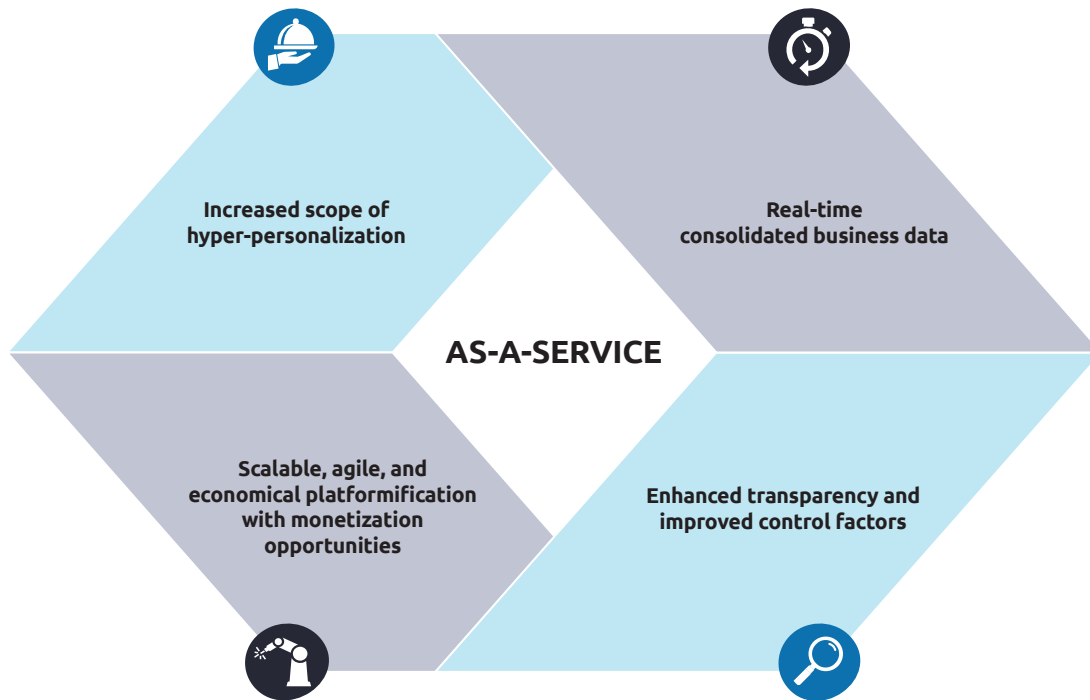 Increased scope of
hyper-personalization
Real-time
consolidated business data
AS-A-SERVICE
Scalable, agile, and
economical platformification
with monetization
opportunities
Enhanced transparency and
improved control factors